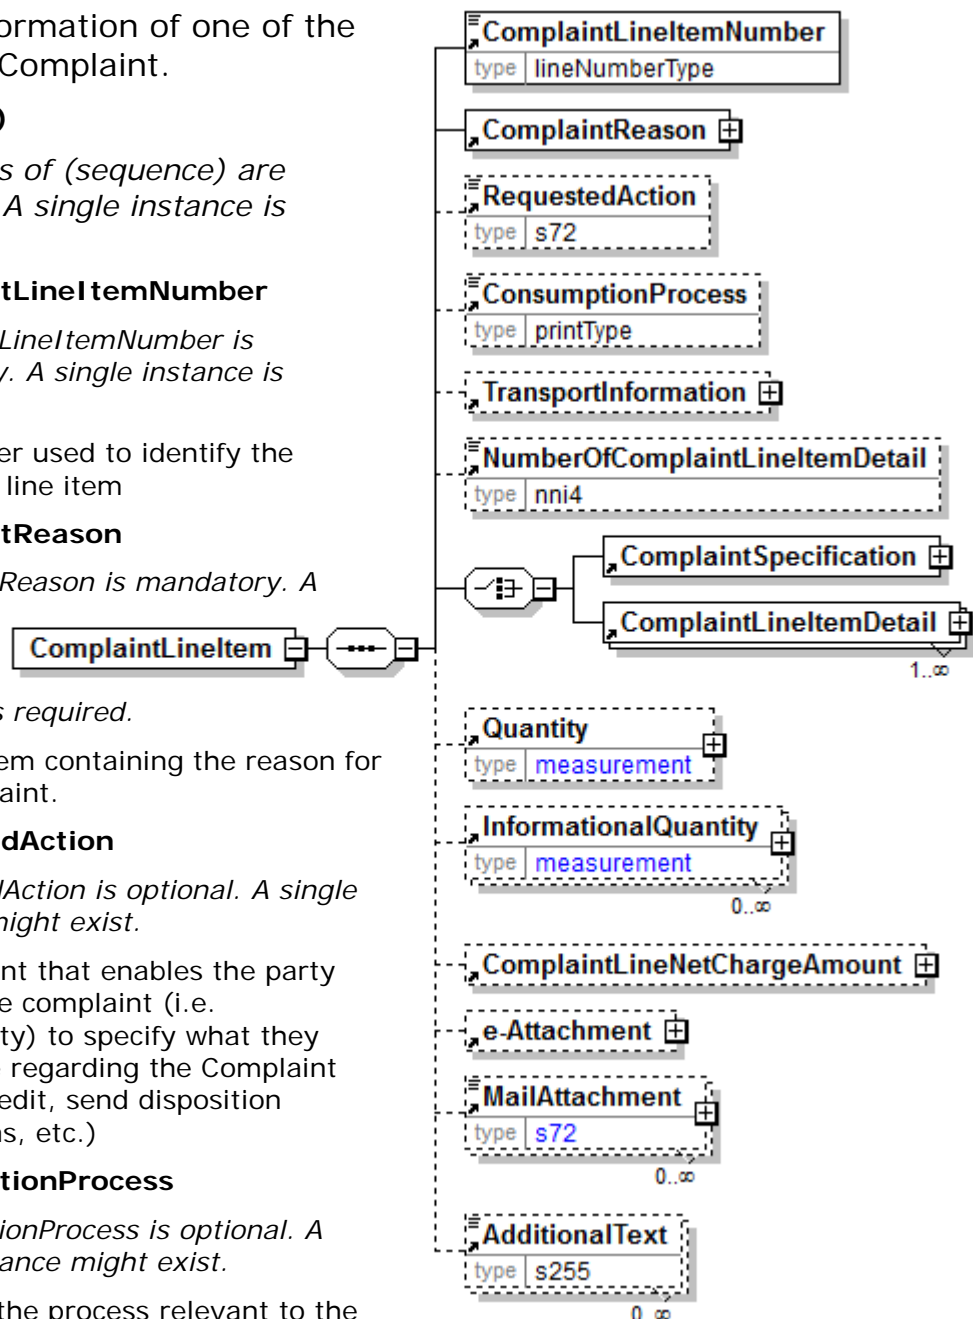 ormation of one of the
Complaint.
)
s of (sequence) are
A single instance is
tLineItemNumber
LineItemNumber is
y. A single instance is
er used to identify the
line item
tReason
Reason is mandatory. A
s required.
em containing the reason for
aint.
dAction
lAction is optional. A single
night exist.
nt that enables the party
e complaint (i.e.
ty) to specify what they
regarding the Complaint
edit, send disposition
ns, etc.)
tionProcess
ionProcess is optional. A
ance might exist.
the process relevant to the
ComplaintLineItem
ComplaintLineItemNumber
type lineNumberType
ComplaintReason
RequestedAction
type s72
ConsumptionProcess
type printType
TransportInformation
NumberOfComplaintLineItemDetail
type nni4
ComplaintSpecification
ComplaintLineItemDetail
1..∞
Quantity
type measurement
InformationalQuantity
type measurement
0..∞
ComplaintLineNetChargeAmount
e-Attachment
MailAttachment
type s72
0..∞
AdditionalText
type s255
0..∞